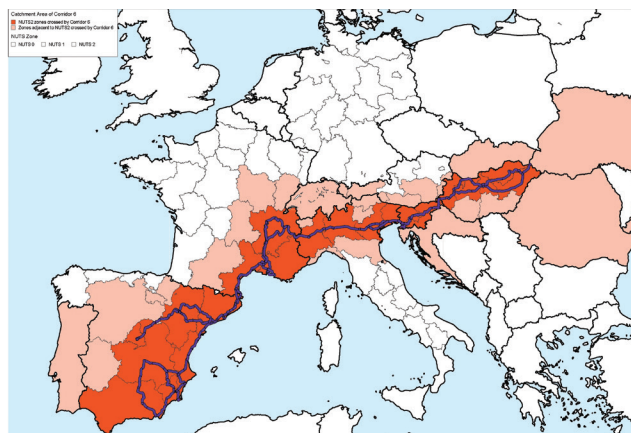 Catchment Area of Corridor 6
NUTS2 zones crossed by Corridor 6
Zones adjacent to NUTS2 crossed by Corridor 6
NUTS Zone
NUTS 0 NUTS 1 NUTS 2